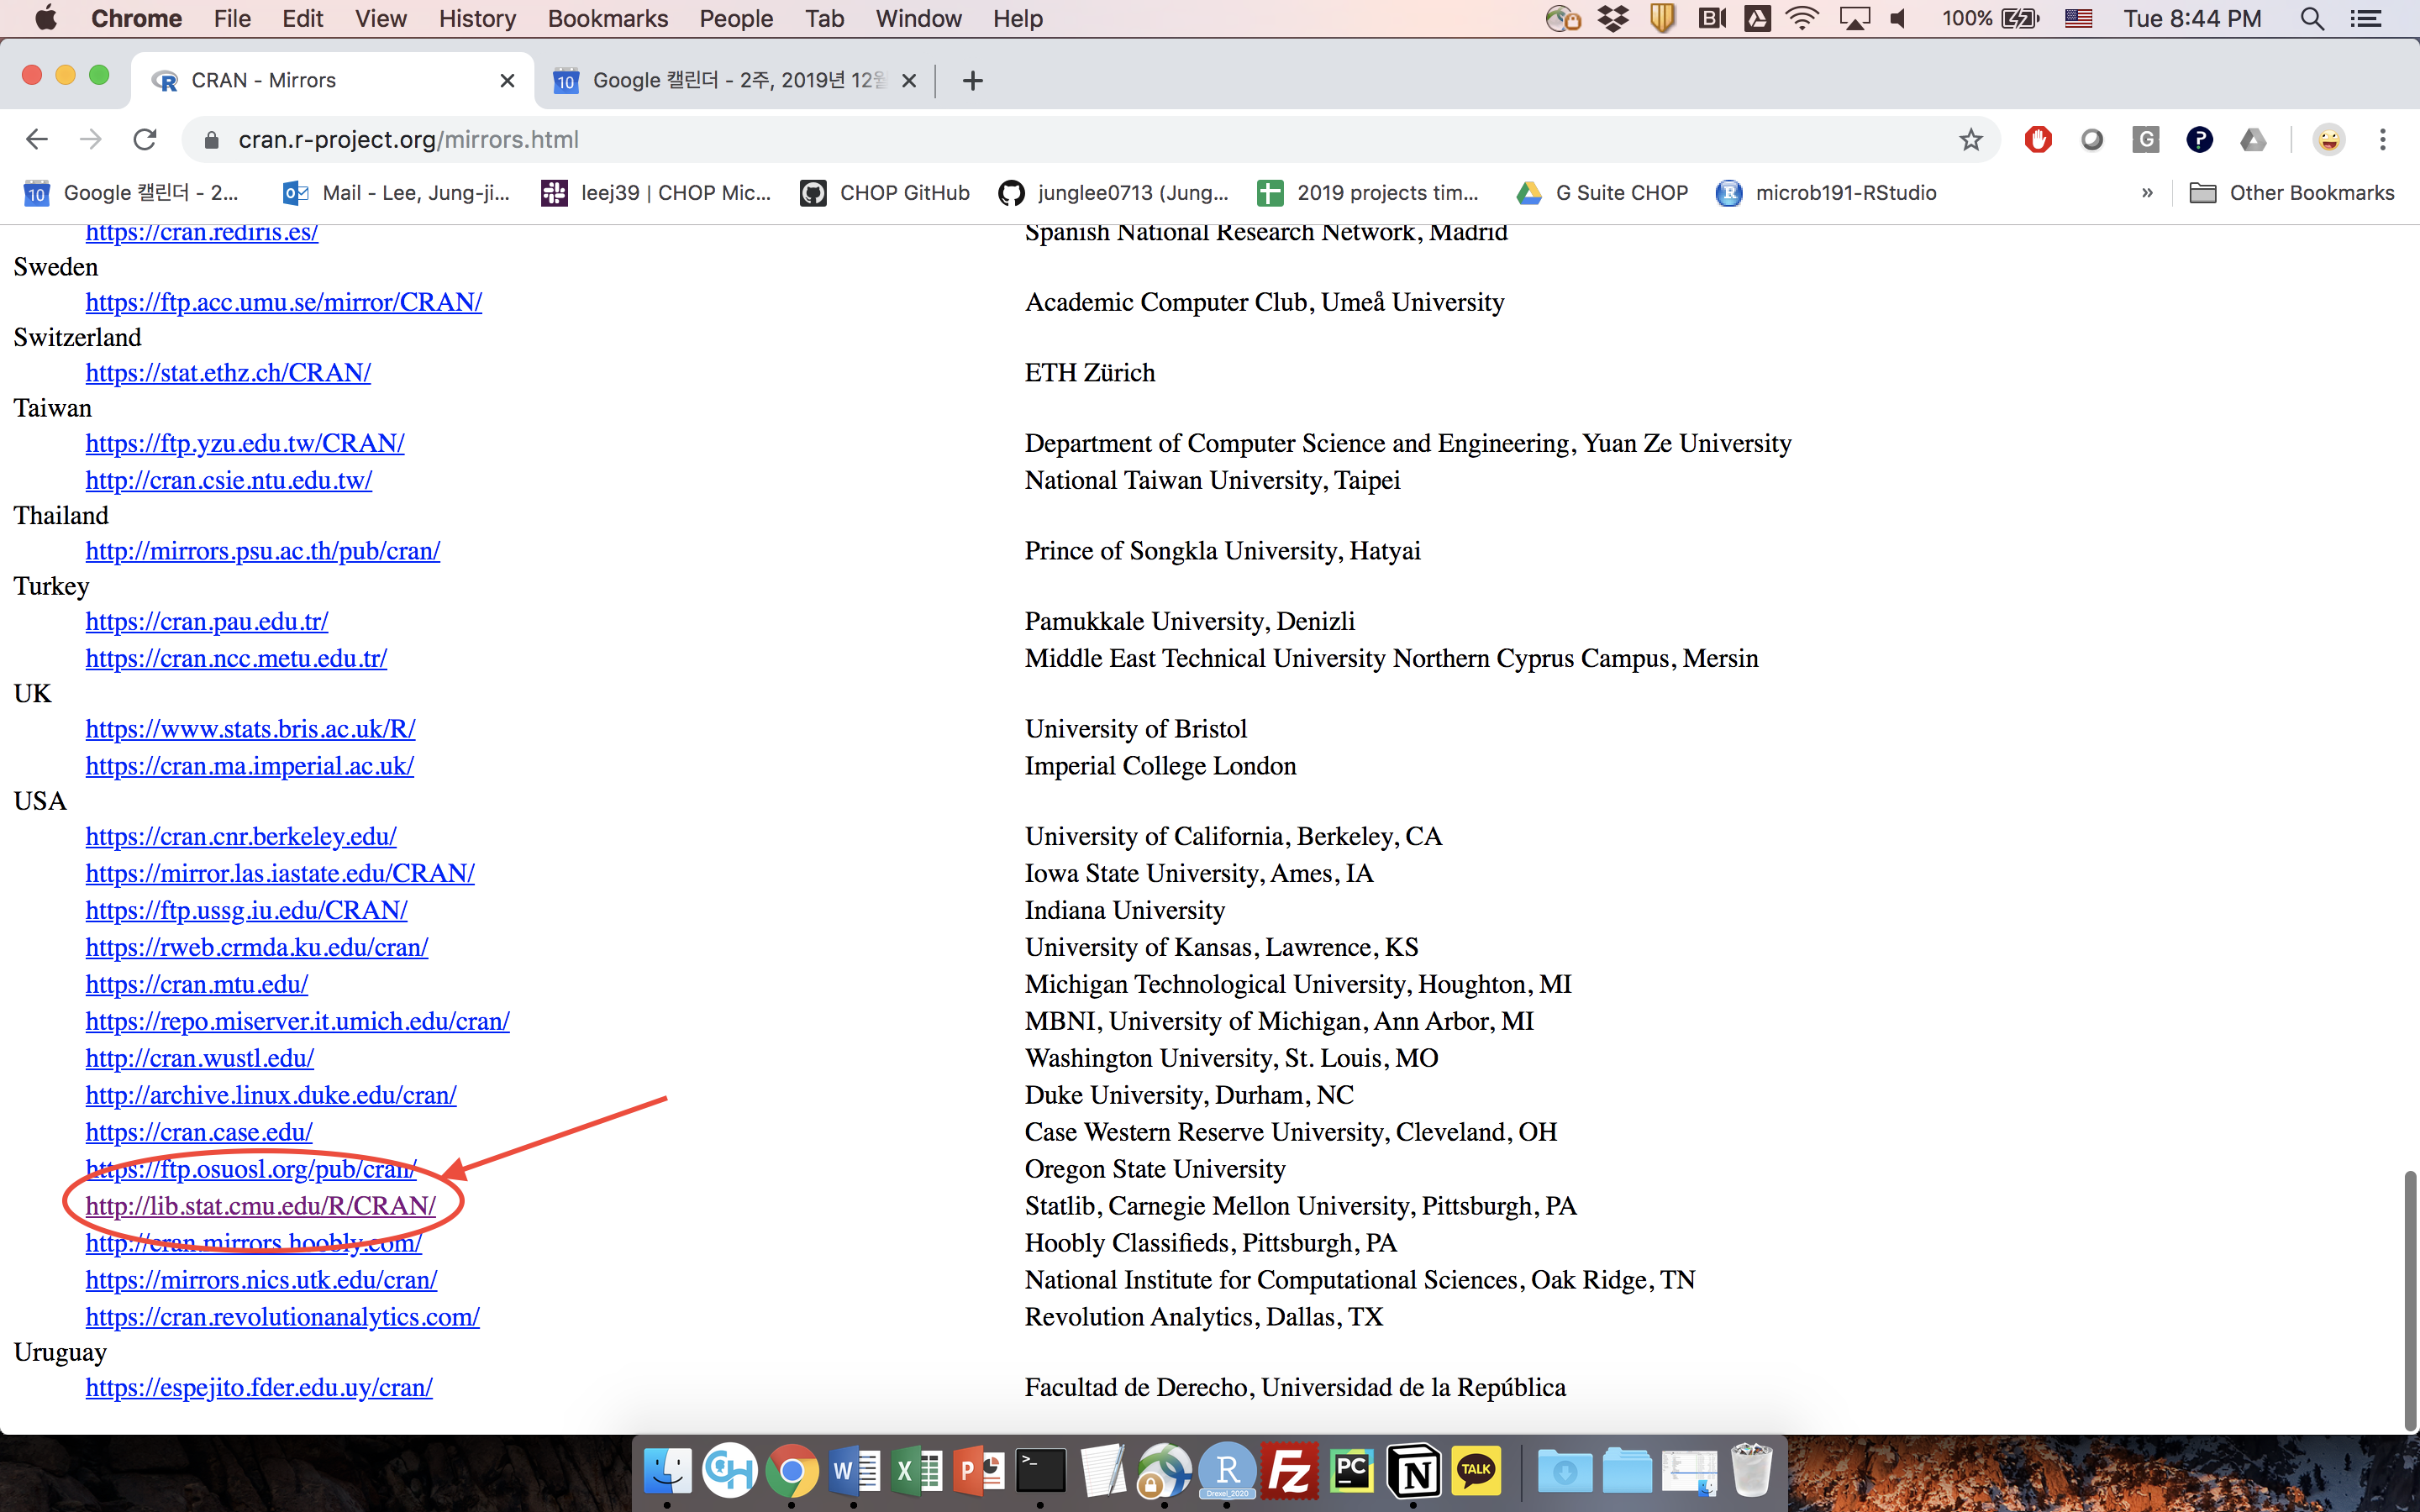 Chrome File Edit View History Bookmarks People Tab Window Help 100% Tue 8:44 PM
CRAN - Mirrors Google 캘린더 - 2주, 2019년 12월
cran.r-project.org/mirrors.html
Google 캘린더 - 2... Mail - Lee, Jung-ji... leej39 | CHOP Mic... CHOP GitHub junglee0713 (Jung... 2019 projects tim... G Suite CHOP microb191-RStudio » Other Bookmarks
https://cran.rediris.es/ Spanish National Research Network, Madrid
Sweden
https://ftp.acc.umu.se/mirror/CRAN/ Academic Computer Club, Umeå University
Switzerland
https://stat.ethz.ch/CRAN/ ETH Zürich
Taiwan
https://ftp.yzu.edu.tw/CRAN/ Department of Computer Science and Engineering, Yuan Ze University
http://cran.csie.ntu.edu.tw/ National Taiwan University, Taipei
Thailand
http://mirrors.psu.ac.th/pub/cran/ Prince of Songkla University, Hatyai
Turkey
https://cran.pau.edu.tr/ Pamukkale University, Denizli
https://cran.ncc.metu.edu.tr/ Middle East Technical University Northern Cyprus Campus, Mersin
UK
https://www.stats.bris.ac.uk/R/ University of Bristol
https://cran.ma.imperial.ac.uk/ Imperial College London
USA
https://cran.cnr.berkeley.edu/ University of California, Berkeley, CA
https://mirror.las.iastate.edu/CRAN/ Iowa State University, Ames, IA
https://ftp.ussg.iu.edu/CRAN/ Indiana University
https://rweb.crmda.ku.edu/cran/ University of Kansas, Lawrence, KS
https://cran.mtu.edu/ Michigan Technological University, Houghton, MI
https://repo.miserver.it.umich.edu/cran/ MBNI, University of Michigan, Ann Arbor, MI
http://cran.wustl.edu/ Washington University, St. Louis, MO
http://archive.linux.duke.edu/cran/ Duke University, Durham, NC
https://cran.case.edu/ Case Western Reserve University, Cleveland, OH
https://ftp.osuosl.org/pub/cran/ Oregon State University
http://lib.stat.cmu.edu/R/CRAN/ Statlib, Carnegie Mellon University, Pittsburgh, PA
http://cran.mirrors.hoobly.com/ Hoobly Classifieds, Pittsburgh, PA
https://mirrors.nics.utk.edu/cran/ National Institute for Computational Sciences, Oak Ridge, TN
https://cran.revolutionanalytics.com/ Revolution Analytics, Dallas, TX
Uruguay
https://espejito.fder.edu.uy/cran/ Facultad de Derecho, Universidad de la República
W X P >_ R Drexel_2020 Fz PC N TALK